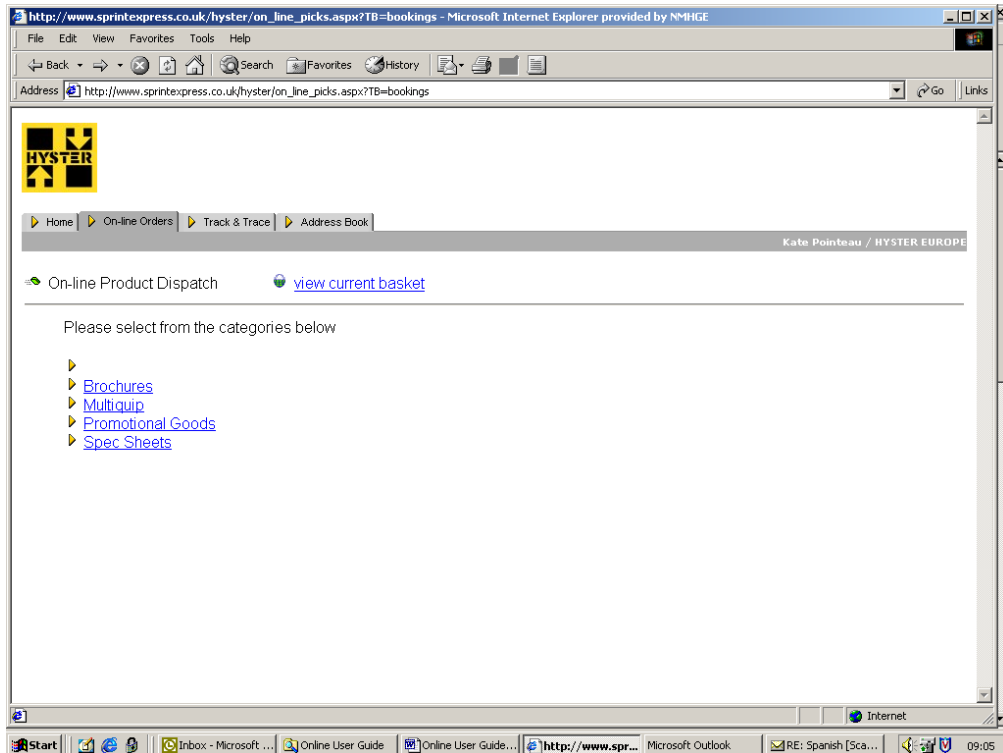 http://www.sprintexpress.co.uk/hyster/on_line_picks.aspx?TB=bookings - Microsoft Internet Explorer provided by NMHGE
File Edit View Favorites Tools Help
Back Search Favorites History
Address http://www.sprintexpress.co.uk/hyster/on_line_picks.aspx?TB=bookings Go Links
HYSTER
Home On-line Orders Track & Trace Address Book
Kate Pointeau / HYSTER EUROPE
On-line Product Dispatch view current basket
Please select from the categories below
Brochures
Multiquip
Promotional Goods
Spec Sheets
Internet
Start Inbox - Microsoft ... Online User Guide Online User Guide... http://www.spr... Microsoft Outlook RE: Spanish [Sca... 09:05